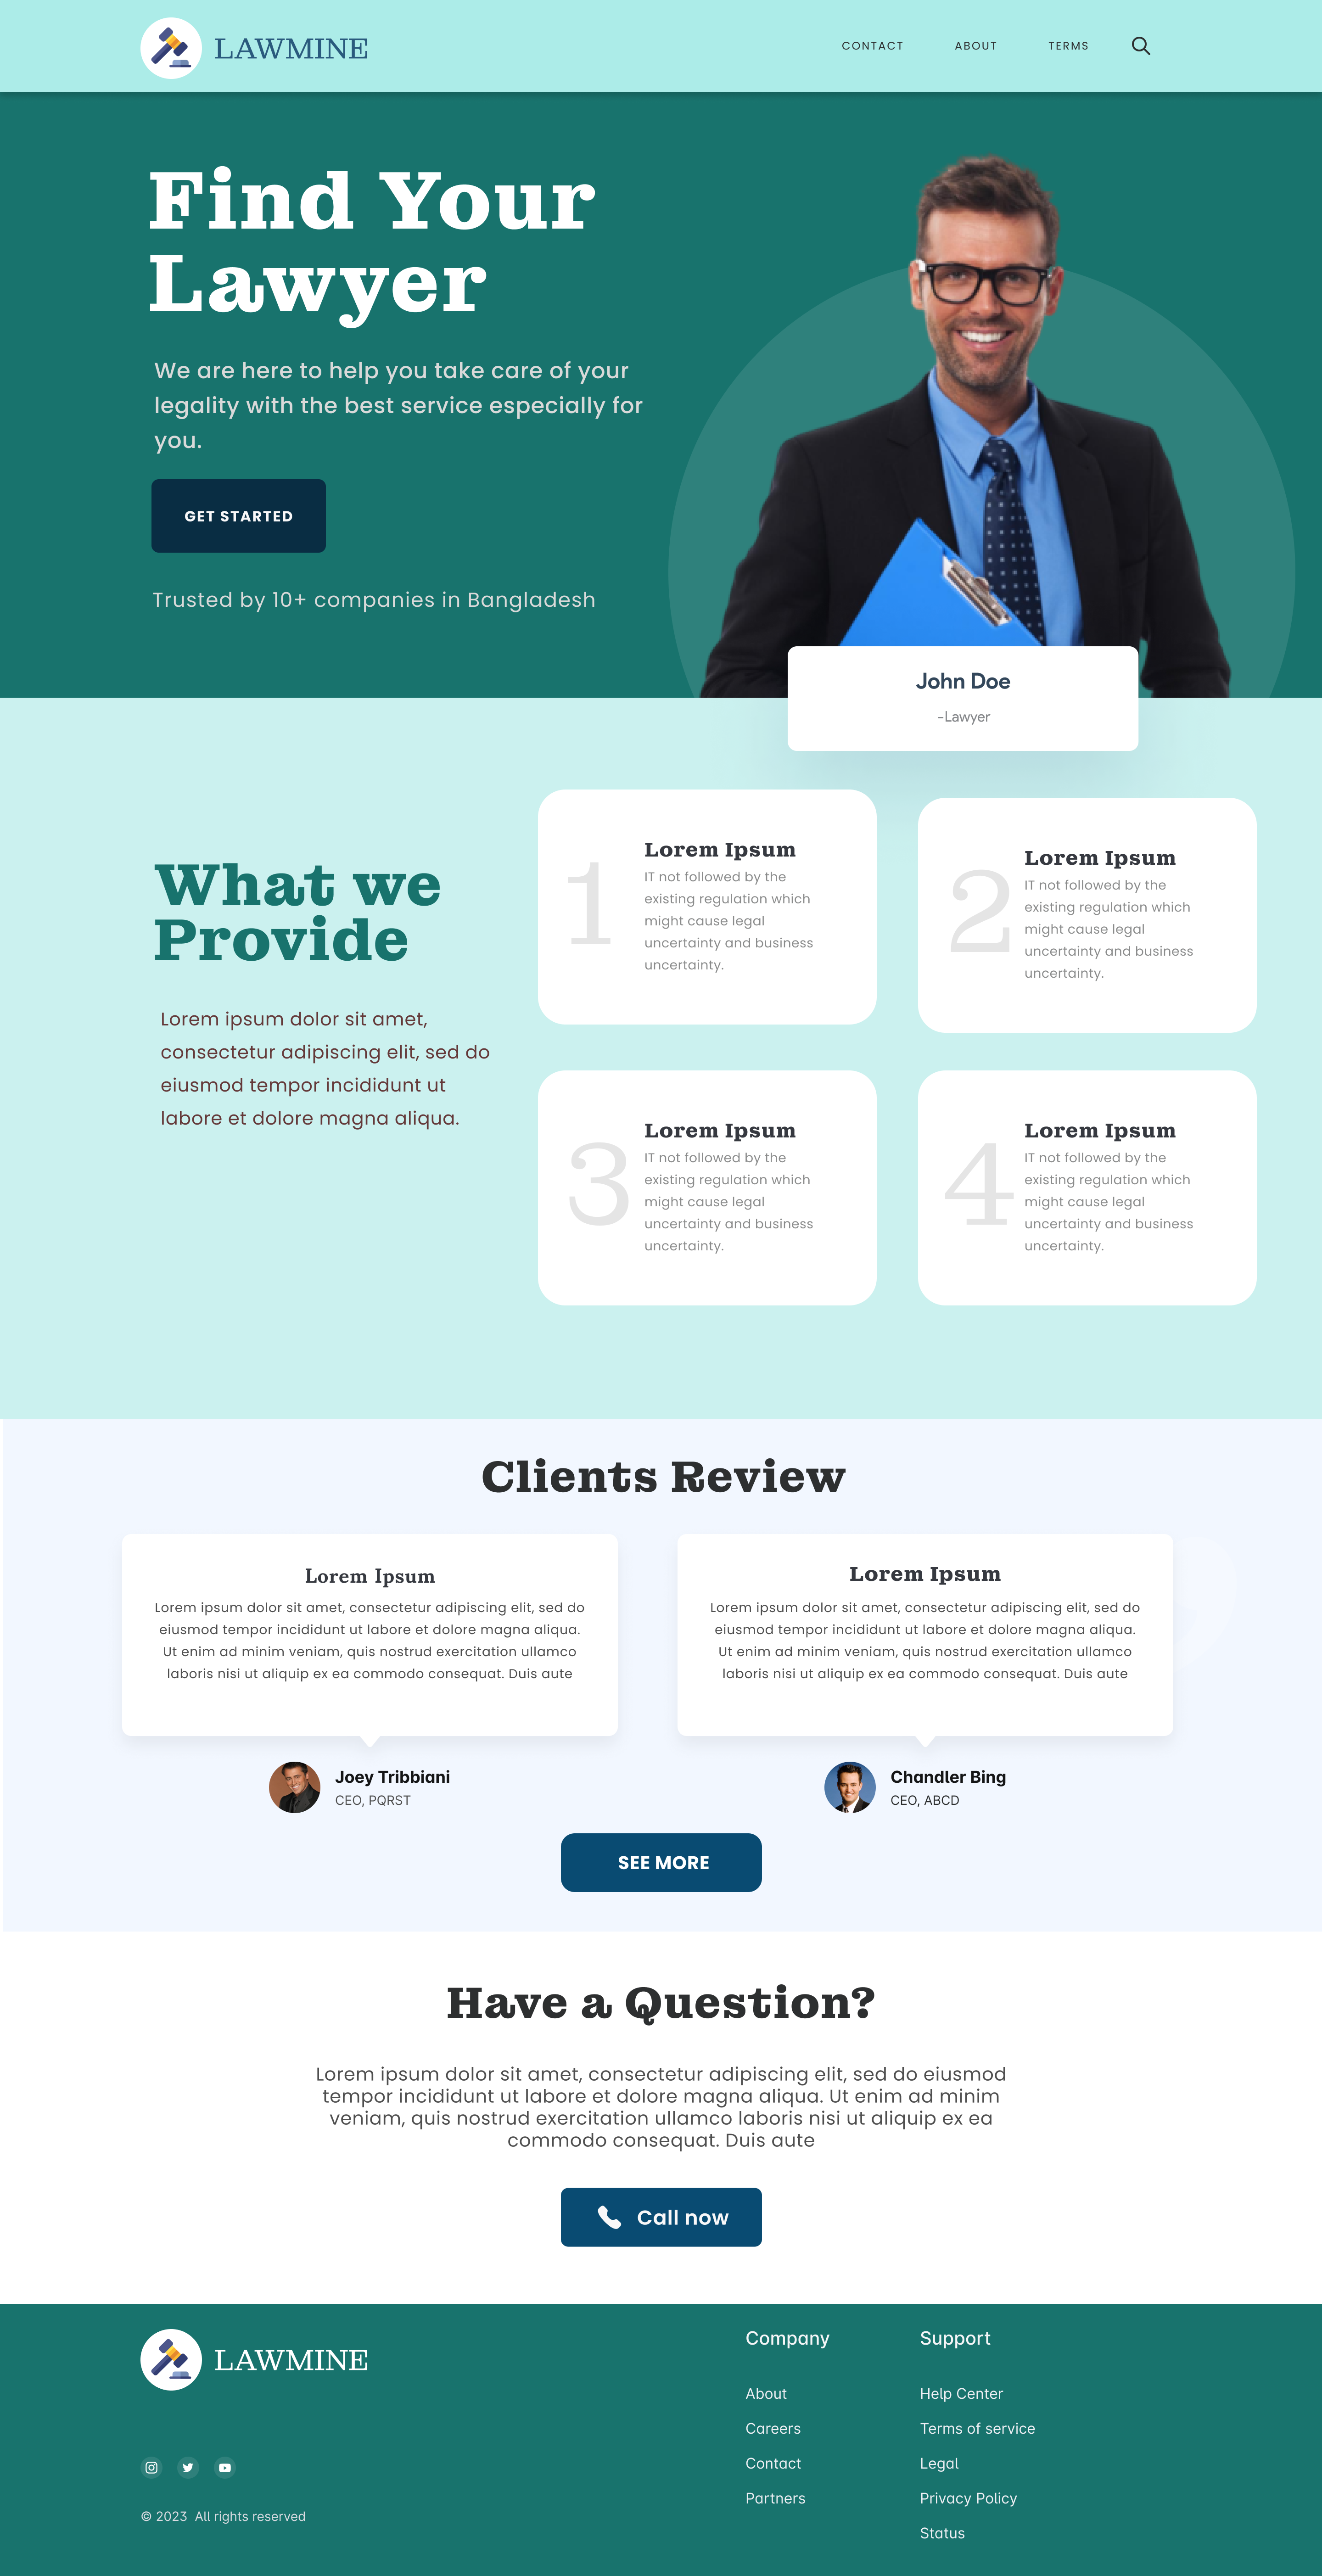 LAWMINE
CONTACT
ABOUT
TERMS
Find Your
Lawyer
We are here to help you take care of your
legality with the best service especially for
you.
GET STARTED
Trusted by 10+ companies in Bangladesh
John Doe
-Lawyer
What we
Provide
Lorem ipsum dolor sit amet,
consectetur adipiscing elit, sed do
eiusmod tempor incididunt ut
labore et dolore magna aliqua.
1
Lorem Ipsum
IT not followed by the
existing regulation which
might cause legal
uncertainty and business
uncertainty.
2
Lorem Ipsum
IT not followed by the
existing regulation which
might cause legal
uncertainty and business
uncertainty.
3
Lorem Ipsum
IT not followed by the
existing regulation which
might cause legal
uncertainty and business
uncertainty.
4
Lorem Ipsum
IT not followed by the
existing regulation which
might cause legal
uncertainty and business
uncertainty.
Clients Review
Lorem Ipsum
Lorem ipsum dolor sit amet, consectetur adipiscing elit, sed do
eiusmod tempor incididunt ut labore et dolore magna aliqua.
Ut enim ad minim veniam, quis nostrud exercitation ullamco
laboris nisi ut aliquip ex ea commodo consequat. Duis aute
Joey Tribbiani
CEO, PQRST
Lorem Ipsum
Lorem ipsum dolor sit amet, consectetur adipiscing elit, sed do
eiusmod tempor incididunt ut labore et dolore magna aliqua.
Ut enim ad minim veniam, quis nostrud exercitation ullamco
laboris nisi ut aliquip ex ea commodo consequat. Duis aute
Chandler Bing
CEO, ABCD
SEE MORE
Have a Question?
Lorem ipsum dolor sit amet, consectetur adipiscing elit, sed do eiusmod
tempor incididunt ut labore et dolore magna aliqua. Ut enim ad minim
veniam, quis nostrud exercitation ullamco laboris nisi ut aliquip ex ea
commodo consequat. Duis aute
Call now
LAWMINE
© 2023  All rights reserved
Company
About
Careers
Contact
Partners
Support
Help Center
Terms of service
Legal
Privacy Policy
Status